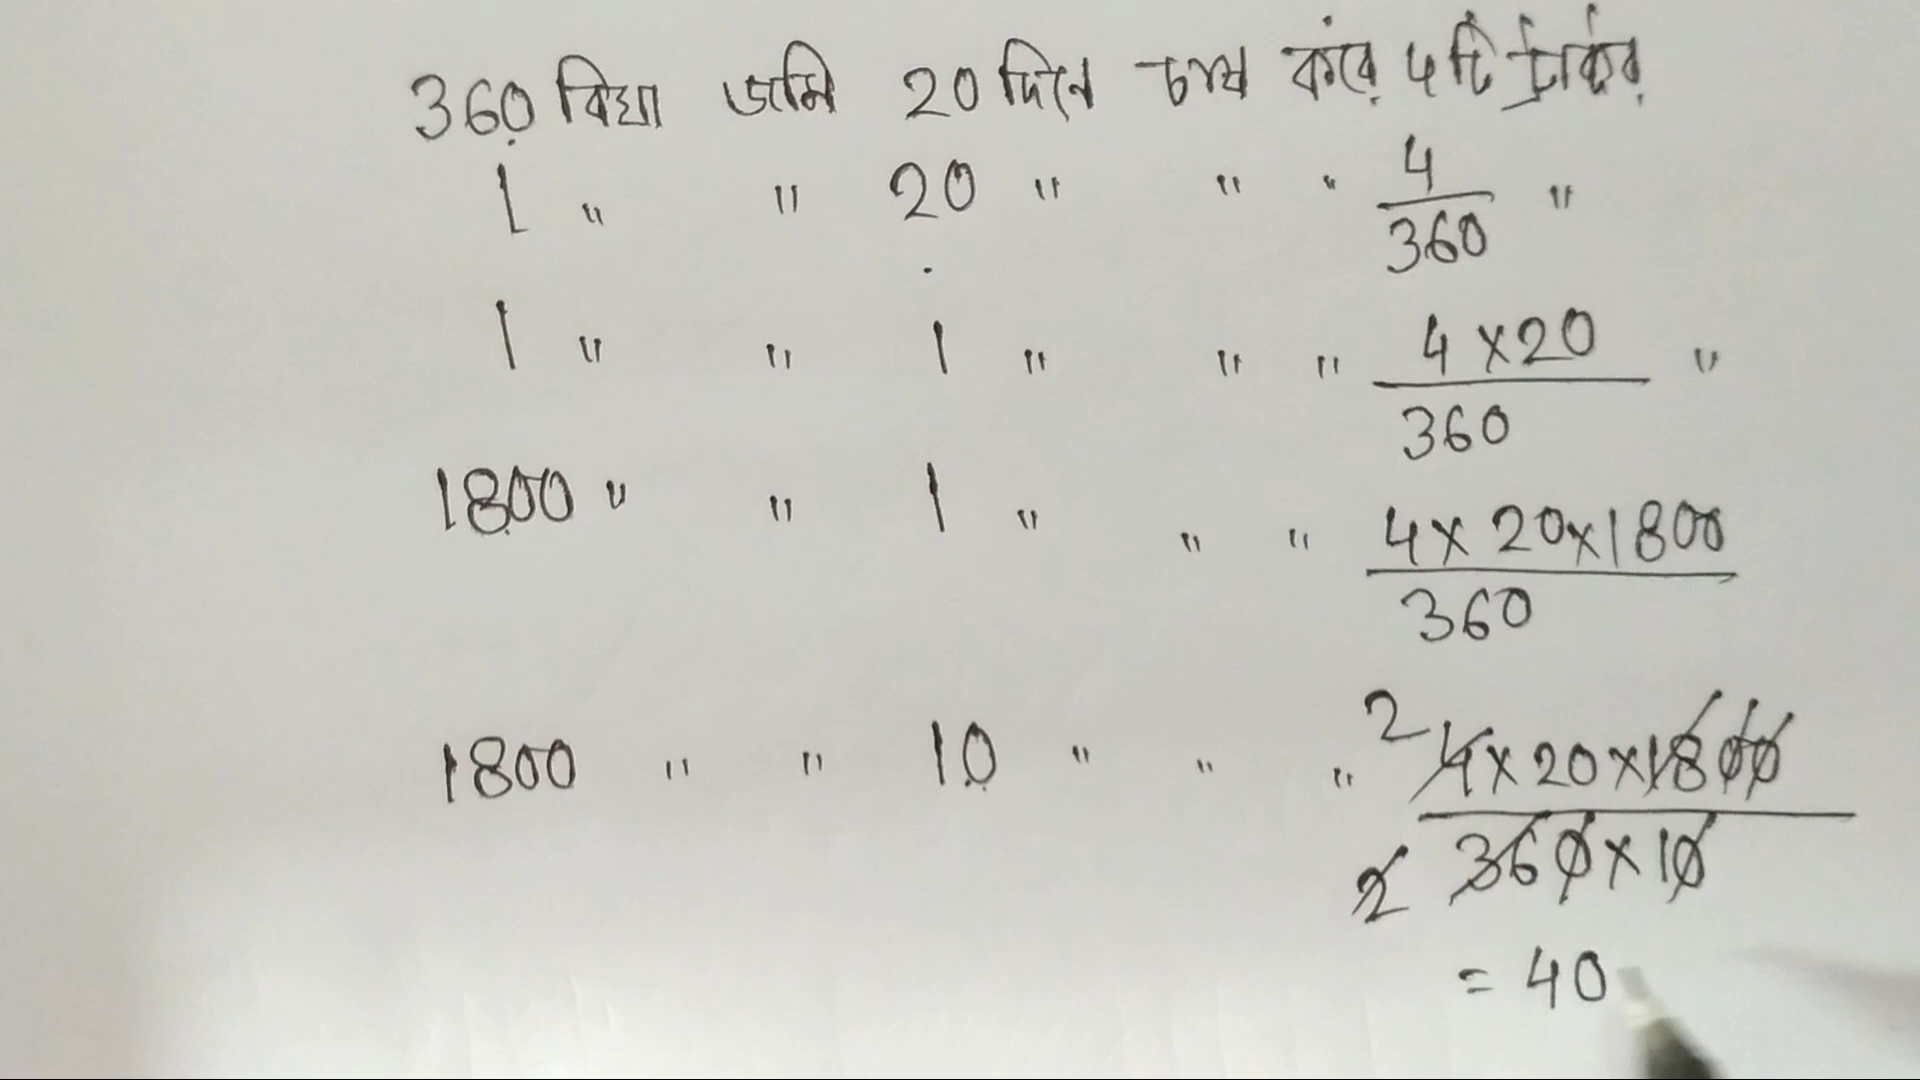 360 বিঘা জমি 20 দিনে চাষ করে 4 টি ট্রাক্টর
1 " " 20 " " " 4/360 "
1 " " 1 " " " 4 x 20/360 "
1800 " " 1 " " " 4 x 20 x 1800/360
1800 " " 10 " " " 2 4 x 20 x 1800/2 360 x 10
= 40